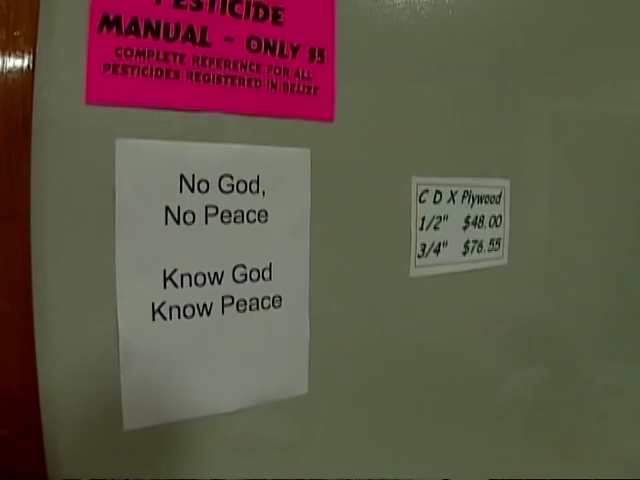 PESTICIDE
MANUAL - ONLY $5
COMPLETE REFERENCE FOR ALL
PESTICIDES REGISTERED IN BELIZE
No God,
No Peace
Know God
Know Peace
C D X Plywood
1/2" $48.00
3/4" $76.55